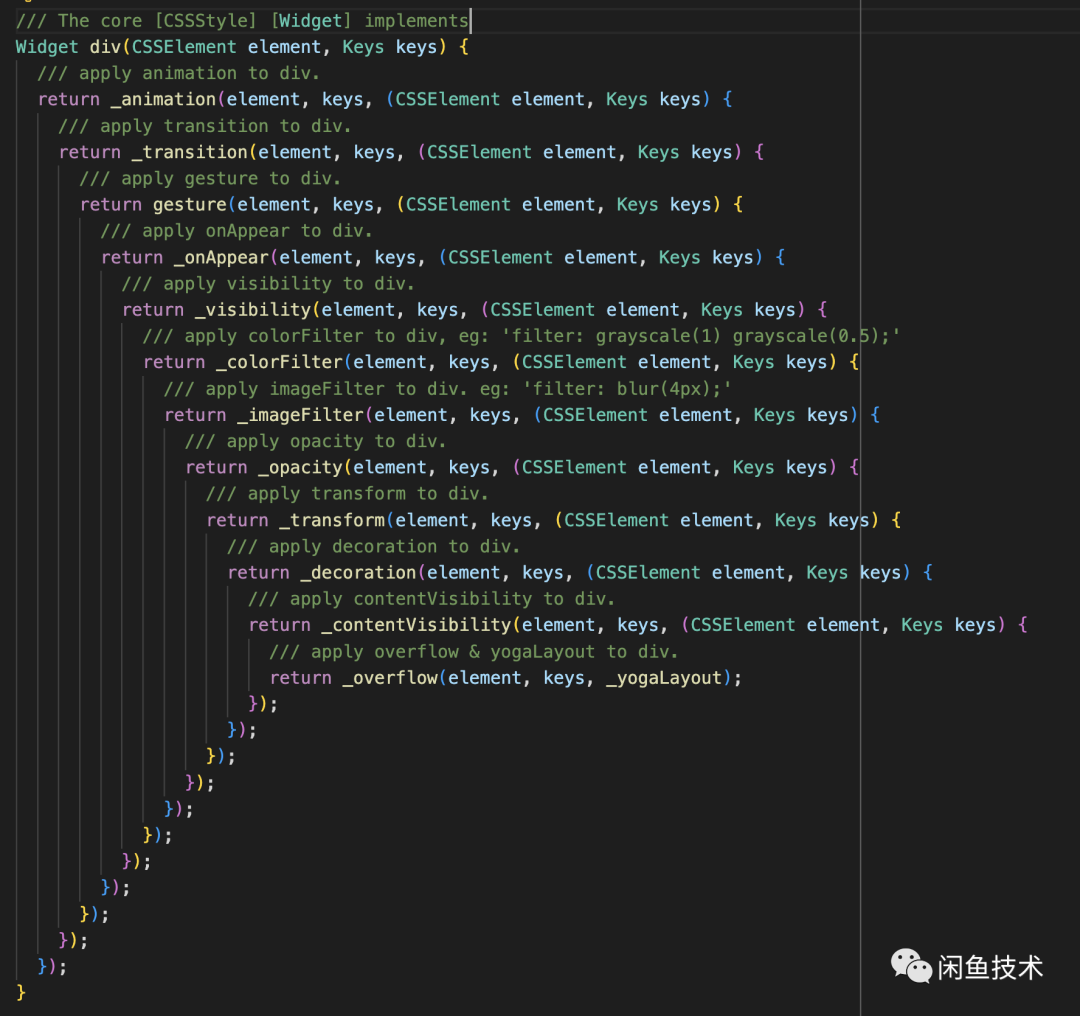 /// The core [CSSStyle] [Widget] implements
Widget div(CSSElement element, Keys keys) {
  /// apply animation to div.
  return _animation(element, keys, (CSSElement element, Keys keys) {
    /// apply transition to div.
    return _transition(element, keys, (CSSElement element, Keys keys) {
      /// apply gesture to div.
      return gesture(element, keys, (CSSElement element, Keys keys) {
        /// apply onAppear to div.
        return _onAppear(element, keys, (CSSElement element, Keys keys) {
          /// apply visibility to div.
          return _visibility(element, keys, (CSSElement element, Keys keys) {
            /// apply colorFilter to div, eg: 'filter: grayscale(1) grayscale(0.5);'
            return _colorFilter(element, keys, (CSSElement element, Keys keys) {
              /// apply imageFilter to div. eg: 'filter: blur(4px);'
              return _imageFilter(element, keys, (CSSElement element, Keys keys) {
                /// apply opacity to div.
                return _opacity(element, keys, (CSSElement element, Keys keys) {
                  /// apply transform to div.
                  return _transform(element, keys, (CSSElement element, Keys keys) {
                    /// apply decoration to div.
                    return _decoration(element, keys, (CSSElement element, Keys keys) {
                      /// apply contentVisibility to div.
                      return _contentVisibility(element, keys, (CSSElement element, Keys keys) {
                        /// apply overflow & yogaLayout to div.
                        return _overflow(element, keys, _yogaLayout);
                      });
                    });
                  });
                });
              });
            });
          });
        });
      });
    });
  });
}
闲鱼技术